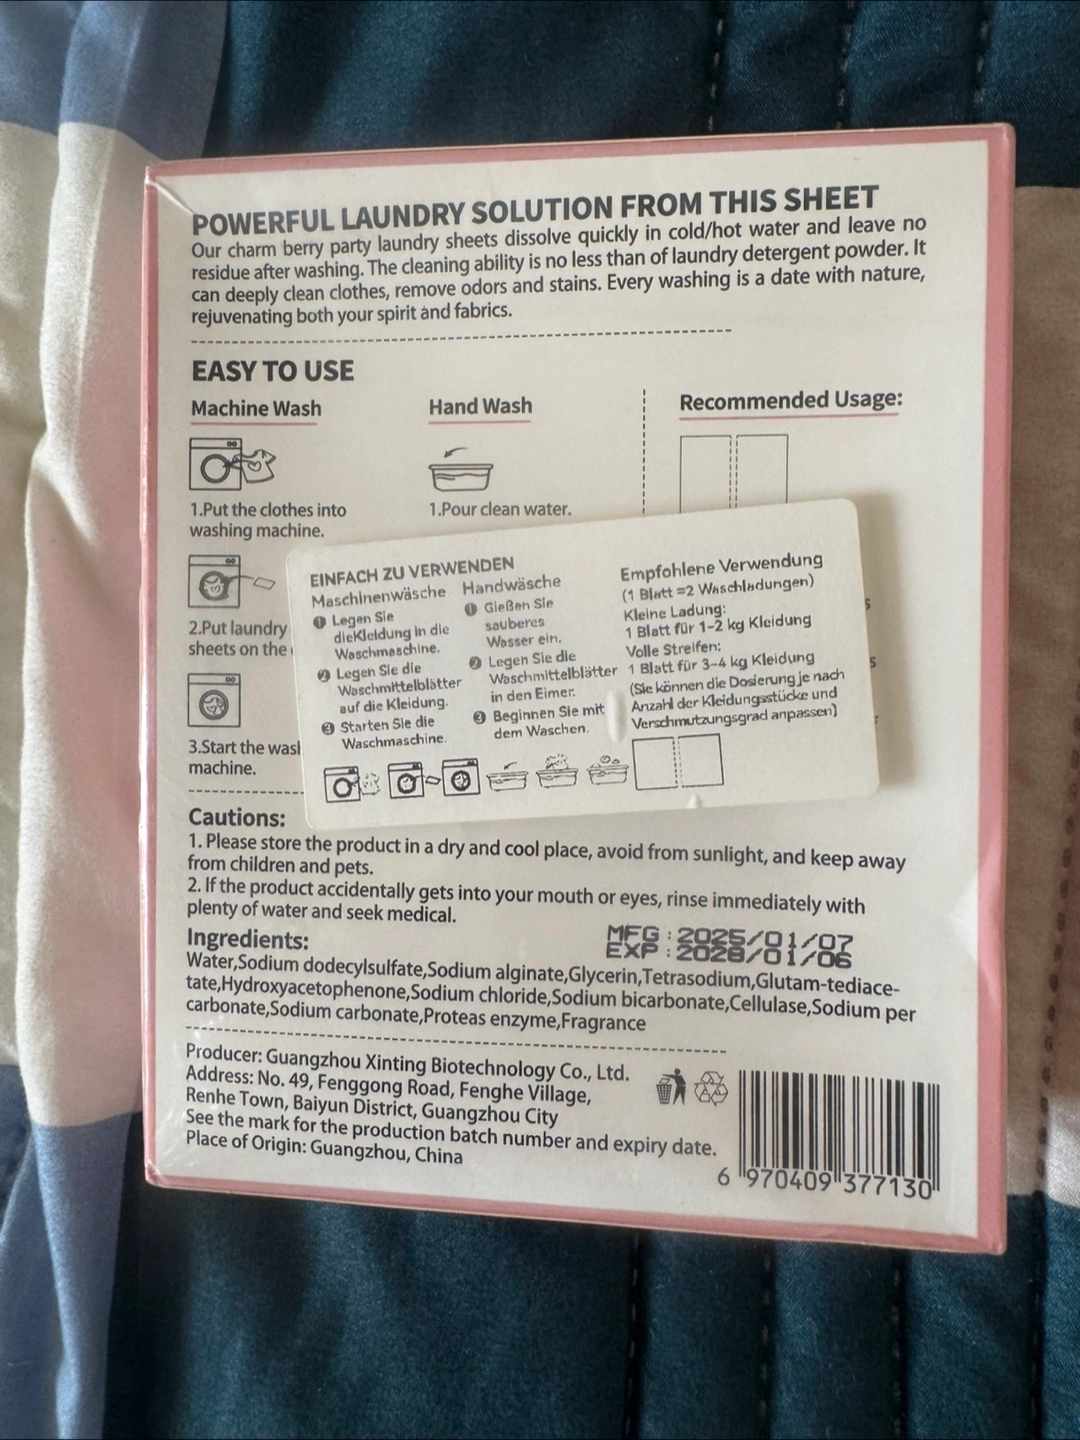 POWERFUL LAUNDRY SOLUTION FROM THIS SHEET
Our charm berry party laundry sheets dissolve quickly in cold/hot water and leave no
residue after washing. The cleaning ability is no less than of laundry detergent powder. It
can deeply clean clothes, remove odors and stains. Every washing is a date with nature,
rejuvenating both your spirit and fabrics.
EASY TO USE
Machine Wash
1.Put the clothes into
washing machine.
2.Put laundry
sheets on the
3.Start the wash
machine.
Hand Wash
1.Pour clean water.
Recommended Usage:
EINFACH ZU VERWENDEN
Maschinenwäsche
1 Legen Sie
dieKleidung in die
Waschmaschine.
2 Legen Sie die
Waschmittelblätter
auf die Kleidung.
3 Starten Sie die
Waschmaschine.
Handwäsche
1 Gießen Sie
sauberes
Wasser ein.
2 Legen Sie die
Waschmittelblätter
in den Eimer.
3 Beginnen Sie mit
dem Waschen.
Empfohlene Verwendung
(1 Blatt =2 Waschladungen)
Kleine Ladung:
1 Blatt für 1-2 kg Kleidung
Volle Streifen:
1 Blatt für 3-4 kg Kleidung
(Sie können die Dosierung je nach
Anzahl der Kleidungsstücke und
Verschmutzungsgrad anpassen)
Cautions:
1. Please store the product in a dry and cool place, avoid from sunlight, and keep away
from children and pets.
2. If the product accidentally gets into your mouth or eyes, rinse immediately with
plenty of water and seek medical.
MFG : 2025/01/07
EXP : 2028/01/06
Ingredients:
Water,Sodium dodecylsulfate,Sodium alginate,Glycerin,Tetrasodium,Glutam-tediace-
tate,Hydroxyacetophenone,Sodium chloride,Sodium bicarbonate,Cellulase,Sodium per
carbonate,Sodium carbonate,Proteas enzyme,Fragrance
Producer: Guangzhou Xinting Biotechnology Co., Ltd.
Address: No. 49, Fenggong Road, Fenghe Village,
Renhe Town, Baiyun District, Guangzhou City
See the mark for the production batch number and expiry date.
Place of Origin: Guangzhou, China
6 970409 377130